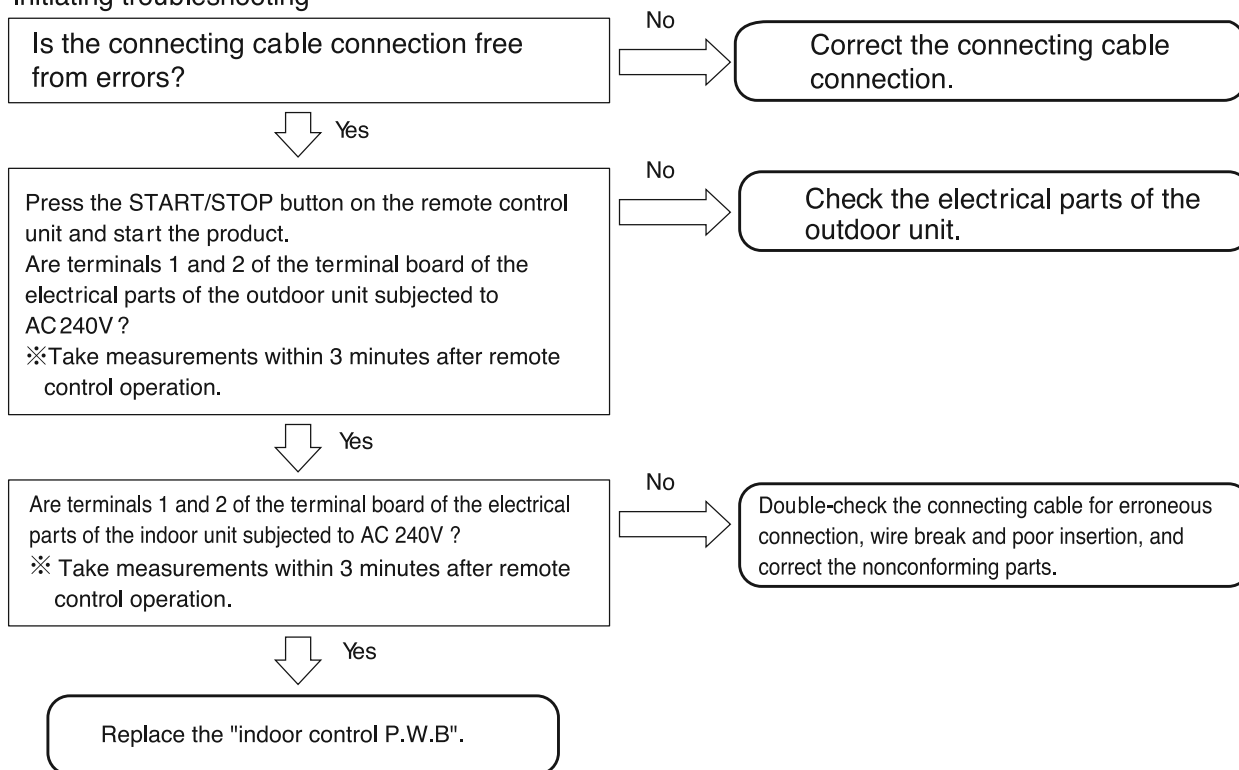 Initiating troubleshooting
No
Is the connecting cable connection free
from errors?
Correct the connecting cable
connection.
Yes
No
Press the START/STOP button on the remote control
unit and start the product.
Are terminals 1 and 2 of the terminal board of the
electrical parts of the outdoor unit subjected to
AC 240V ?
※Take measurements within 3 minutes after remote
control operation.
Check the electrical parts of the
outdoor unit.
Yes
No
Are terminals 1 and 2 of the terminal board of the electrical
parts of the indoor unit subjected to AC 240V ?
※ Take measurements within 3 minutes after remote
control operation.
Double-check the connecting cable for erroneous
connection, wire break and poor insertion, and
correct the nonconforming parts.
Yes
Replace the "indoor control P.W.B".